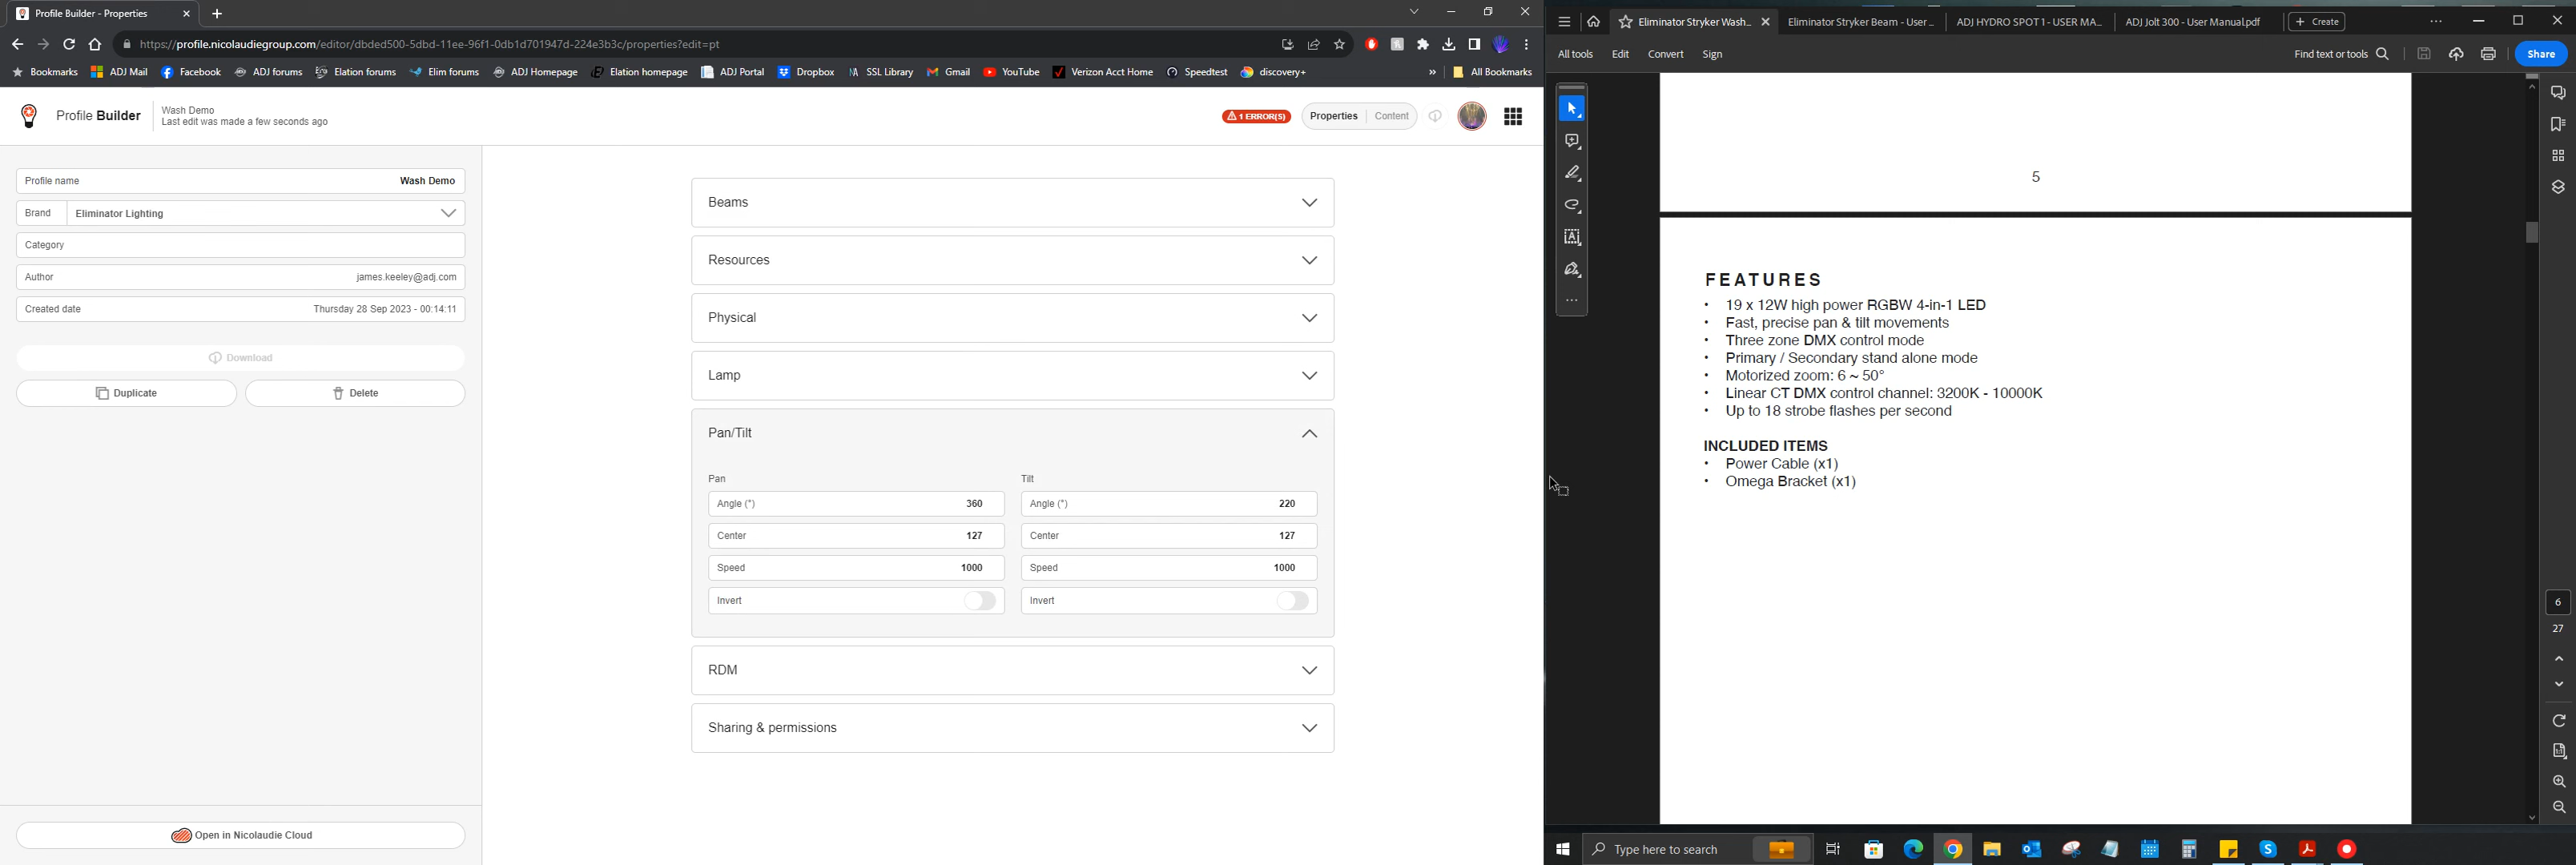 Profile Builder - Properties
https://profile.nicolaudiegroup.com/editor/dbded500-5dbd-11ee-96f1-0db1d701947d-224e3b3c/properties?edit=pt
Bookmarks ADJ Mail Facebook ADJ forums Elation forums Elim forums ADJ Homepage Elation homepage ADJ Portal Dropbox SSL Library Gmail YouTube Verizon Acct Home Speedtest discovery+ » All Bookmarks
Profile Builder
Wash Demo
Last edit was made a few seconds ago
1 ERROR(S)
Properties Content
Profile name Wash Demo
Brand Eliminator Lighting
Category
Author james.keeley@adj.com
Created date Thursday 28 Sep 2023 - 00:14:11
Download
Duplicate Delete
Open in Nicolaudie Cloud
Beams
Resources
Physical
Lamp
Pan/Tilt
Pan Tilt
Angle (°) 360 Angle (°) 220
Center 127 Center 127
Speed 1000 Speed 1000
Invert Invert
RDM
Sharing & permissions
Eliminator Stryker Wash... Eliminator Stryker Beam - User ... ADJ HYDRO SPOT 1 - USER MA... ADJ Jolt 300 - User Manual.pdf + Create
All tools Edit Convert Sign Find text or tools Share
5
FEATURES
• 19 x 12W high power RGBW 4-in-1 LED
• Fast, precise pan & tilt movements
• Three zone DMX control mode
• Primary / Secondary stand alone mode
• Motorized zoom: 6 ~ 50°
• Linear CT DMX control channel: 3200K - 10000K
• Up to 18 strobe flashes per second
INCLUDED ITEMS
• Power Cable (x1)
• Omega Bracket (x1)
6
27
Type here to search